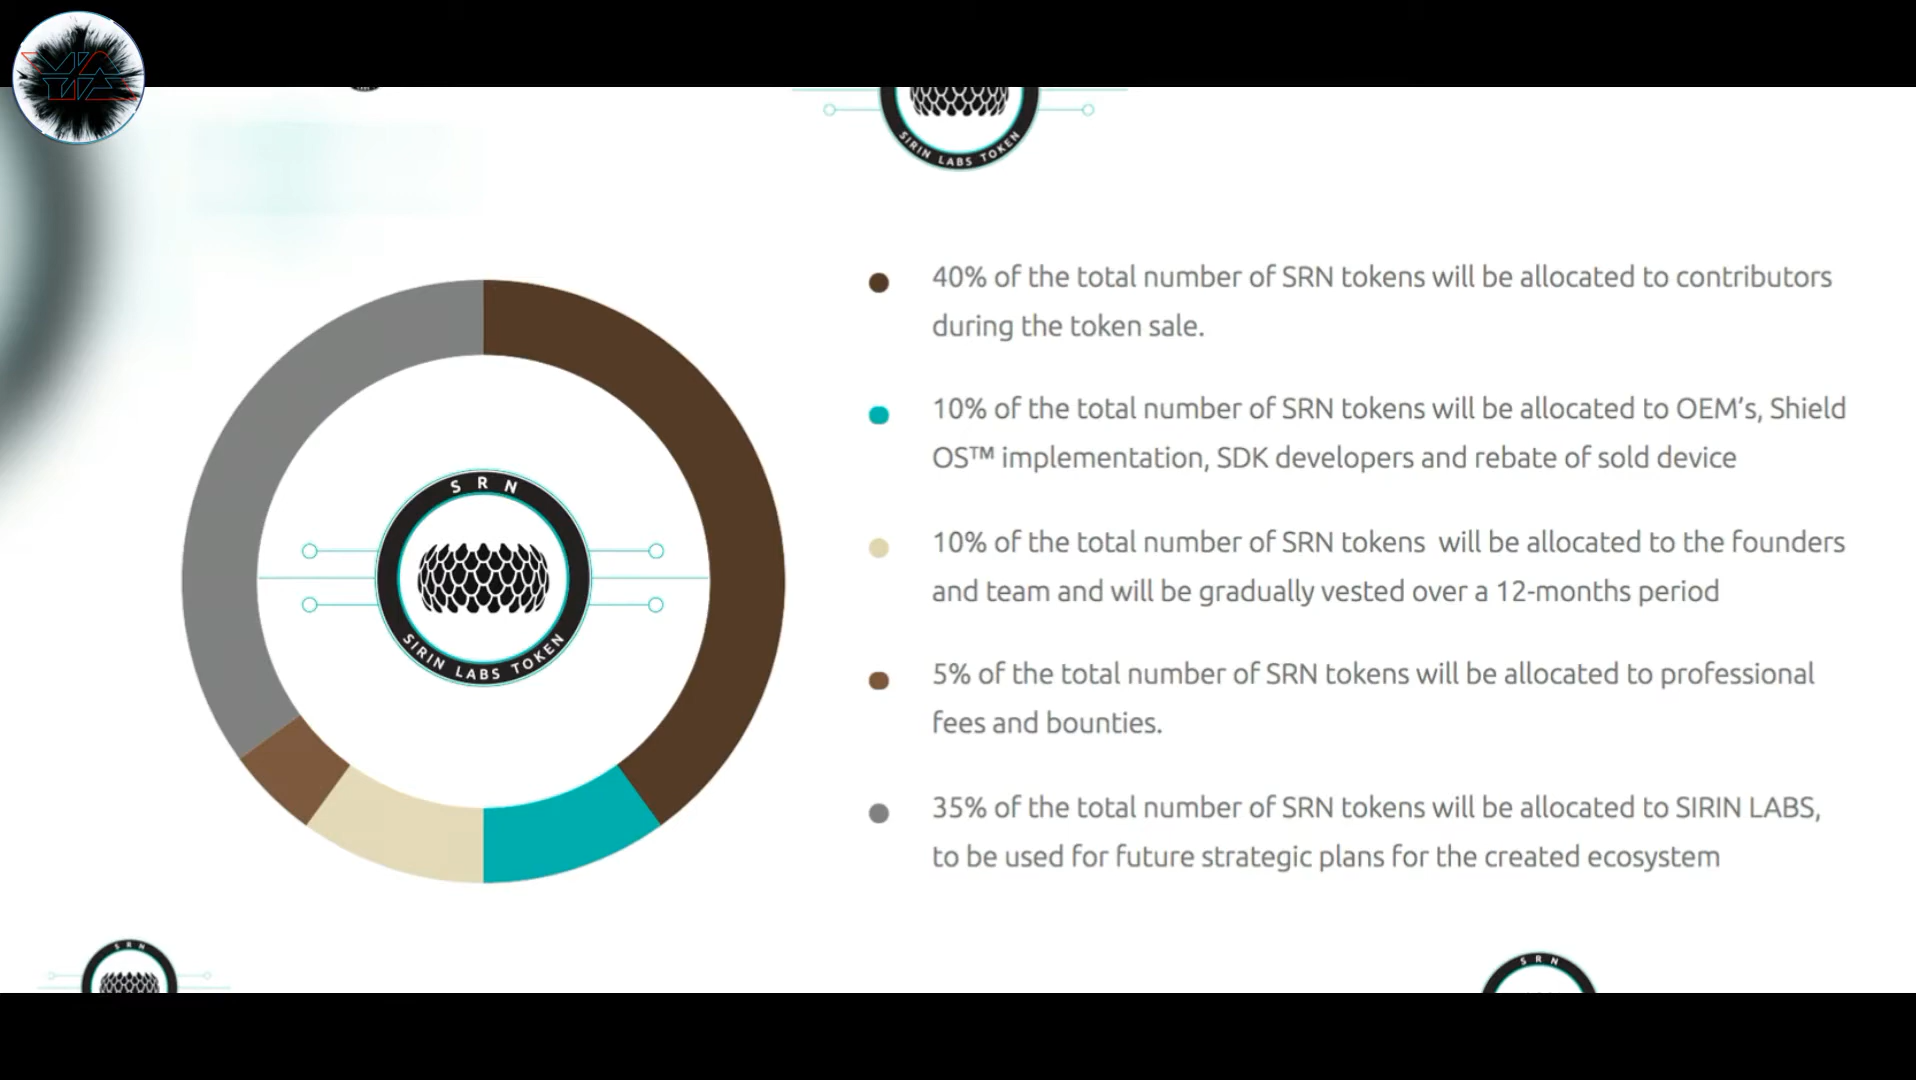 SIRIN LABS TOKEN
40% of the total number of SRN tokens will be allocated to contributors
during the token sale.
10% of the total number of SRN tokens will be allocated to OEM’s, Shield
OS™ implementation, SDK developers and rebate of sold device
10% of the total number of SRN tokens  will be allocated to the founders
and team and will be gradually vested over a 12-months period
5% of the total number of SRN tokens will be allocated to professional
fees and bounties.
35% of the total number of SRN tokens will be allocated to SIRIN LABS,
to be used for future strategic plans for the created ecosystem
SRN
SIRIN LABS TOKEN
SRN
SRN